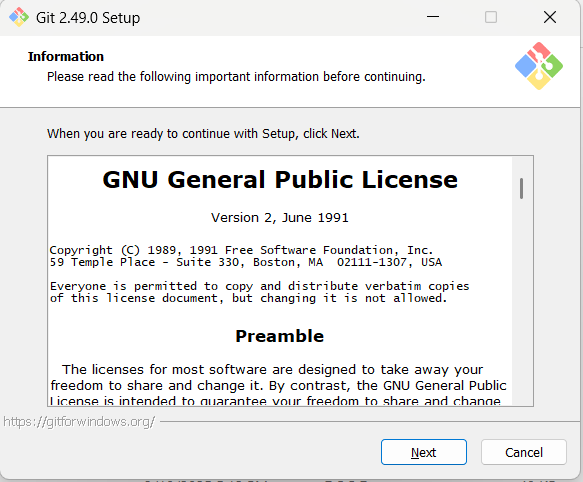 Git 2.49.0 Setup
Information
Please read the following important information before continuing.
When you are ready to continue with Setup, click Next.
GNU General Public License
Version 2, June 1991
Copyright (C) 1989, 1991 Free Software Foundation, Inc.
59 Temple Place - Suite 330, Boston, MA  02111-1307, USA
Everyone is permitted to copy and distribute verbatim copies
of this license document, but changing it is not allowed.
Preamble
The licenses for most software are designed to take away your
freedom to share and change it. By contrast, the GNU General Public
License is intended to guarantee your freedom to share and change
https://gitforwindows.org/
Next
Cancel